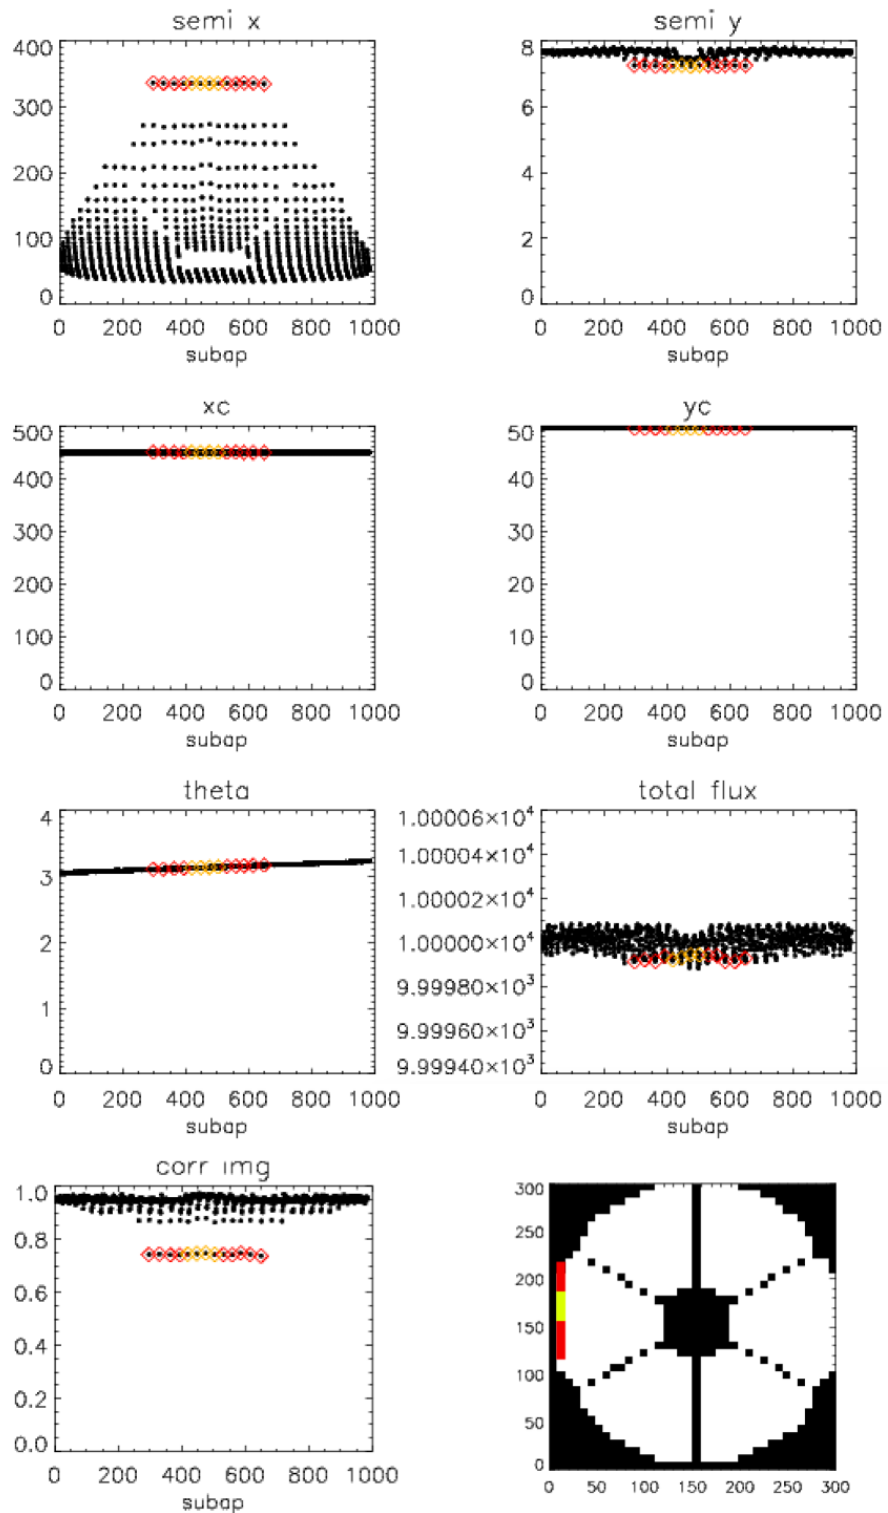 semi x
400
300
200
100
0
0 200 400 600 800 1000
subap
semi y
8
6
4
2
0
0 200 400 600 800 1000
subap
xc
500
400
300
200
100
0
0 200 400 600 800 1000
subap
yc
50
40
30
20
10
0
0 200 400 600 800 1000
subap
theta
4
3
2
1
0
0 200 400 600 800 1000
subap
total flux
1.00006×10⁴
1.00004×10⁴
1.00002×10⁴
1.00000×10⁴
9.99980×10³
9.99960×10³
9.99940×10³
0 200 400 600 800 1000
subap
corr img
1.0
0.8
0.6
0.4
0.2
0.0
0 200 400 600 800 1000
subap
300
250
200
150
100
50
0
0 50 100 150 200 250 300